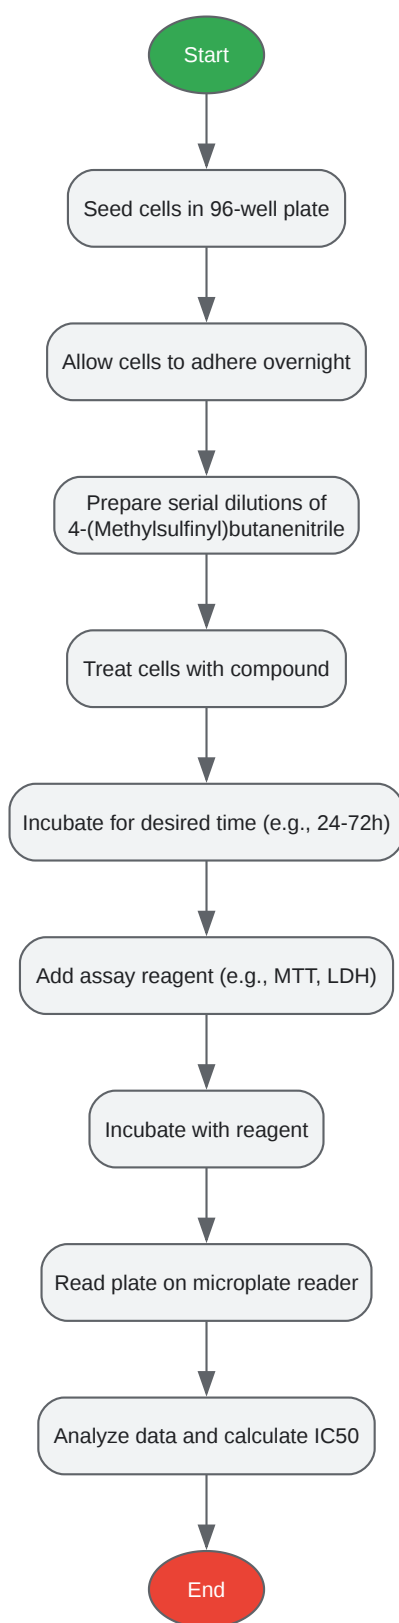 Start
Seed cells in 96-well plate
Allow cells to adhere overnight
Prepare serial dilutions of
4-(Methylsulfinyl)butanenitrile
Treat cells with compound
Incubate for desired time (e.g., 24-72h)
Add assay reagent (e.g., MTT, LDH)
Incubate with reagent
Read plate on microplate reader
Analyze data and calculate IC50
End